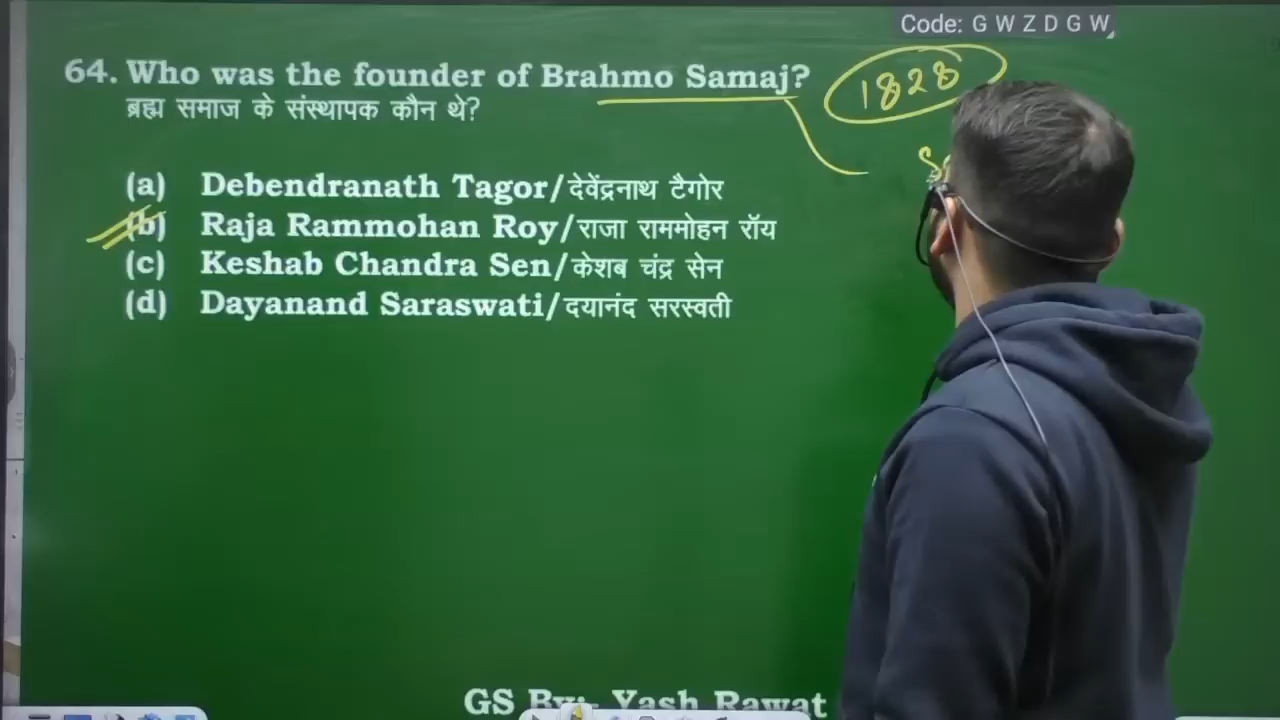 Code: G W Z D G W
64. Who was the founder of Brahmo Samaj?
1828
ब्रह्म समाज के संस्थापक कौन थे?
(a) Debendranath Tagor/देवेंद्रनाथ टैगोर
(b) Raja Rammohan Roy/राजा राममोहन रॉय
(c) Keshab Chandra Sen/केशब चंद्र सेन
(d) Dayanand Saraswati/दयानंद सरस्वती
GS By:- Yash Rawat